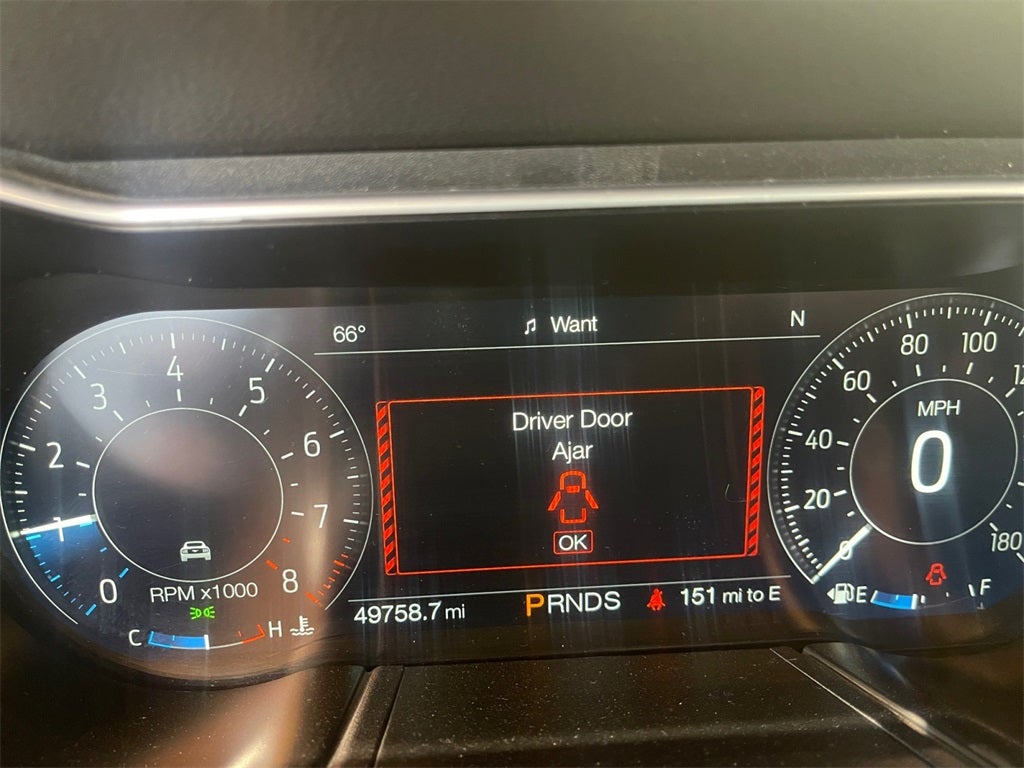 66° Want N
Driver Door
Ajar
OK
0 1 2 3 4 5 6 7 8
RPM x1000
C H
49758.7 mi PRNDS 151 mi to E
0 20 40 60 80 100 180
MPH
0
E F